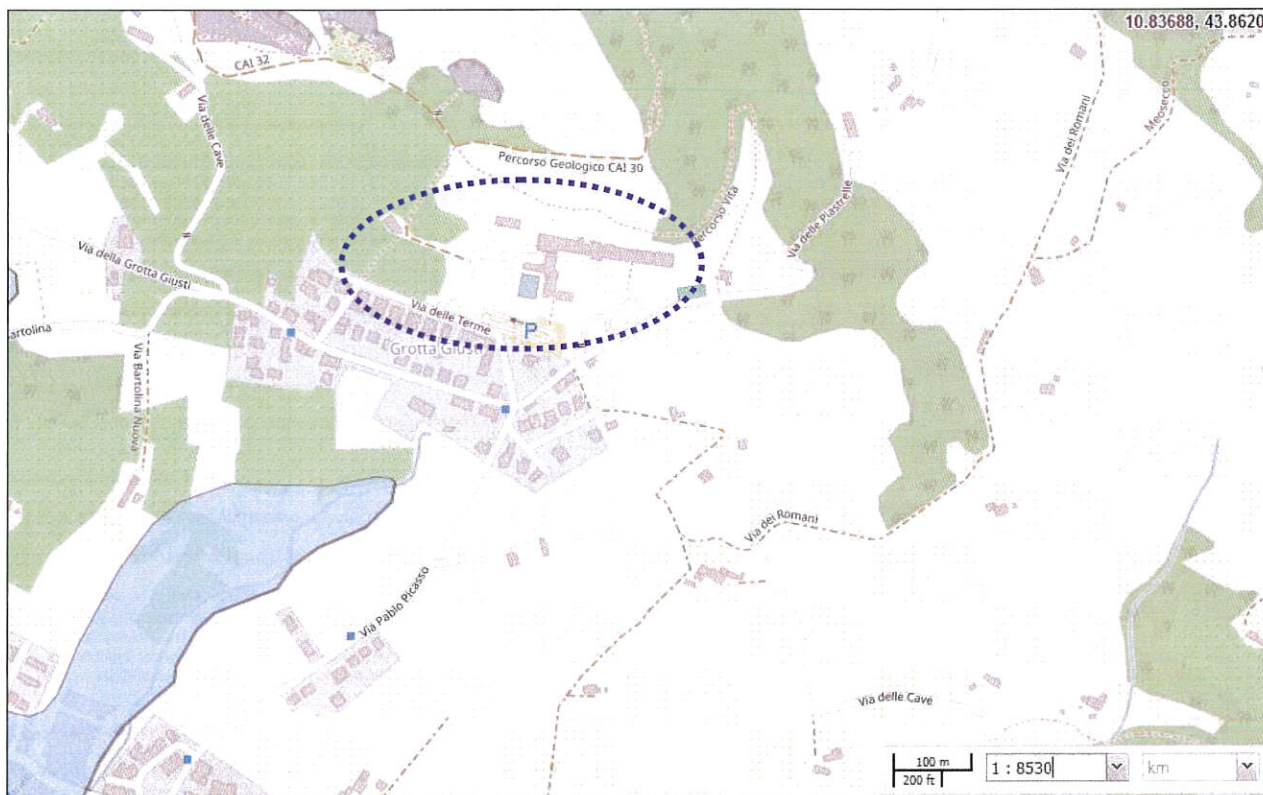 10.83688, 43.8620
CAI 32
Via delle Cave
Via dei Romani
Meosecco
Percorso Geologico CAI 30
Percorso Vita
Via delle Piastrelle
Via della Grotta Giusti
Via delle Terme
P
Grotta Giusti
Bartolina
Via Bartolina Nuova
Via dei Romani
Via Pablo Picasso
Via delle Cave
100 m
200 ft
1 : 8530
km